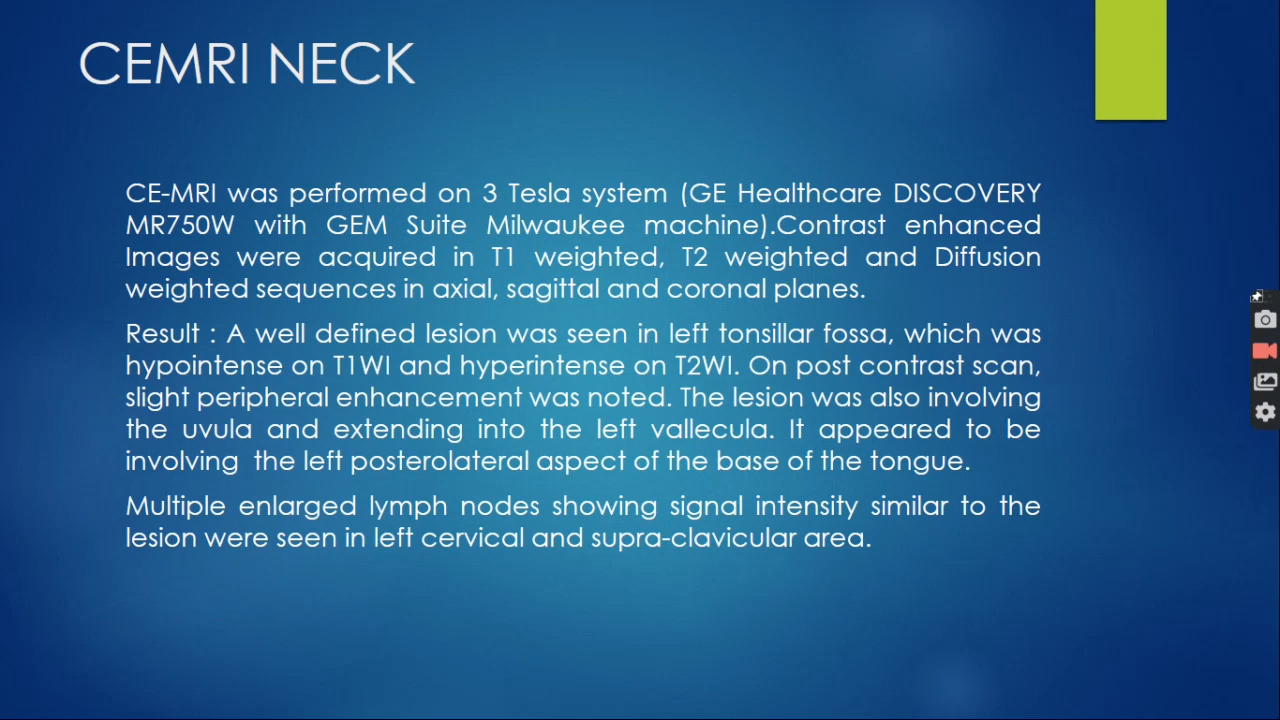 CEMRI NECK
CE-MRI was performed on 3 Tesla system (GE Healthcare DISCOVERY
MR750W with GEM Suite Milwaukee machine).Contrast enhanced
Images were acquired in T1 weighted, T2 weighted and Diffusion
weighted sequences in axial, sagittal and coronal planes.
Result : A well defined lesion was seen in left tonsillar fossa, which was
hypointense on T1WI and hyperintense on T2WI. On post contrast scan,
slight peripheral enhancement was noted. The lesion was also involving
the uvula and extending into the left vallecula. It appeared to be
involving the left posterolateral aspect of the base of the tongue.
Multiple enlarged lymph nodes showing signal intensity similar to the
lesion were seen in left cervical and supra-clavicular area.